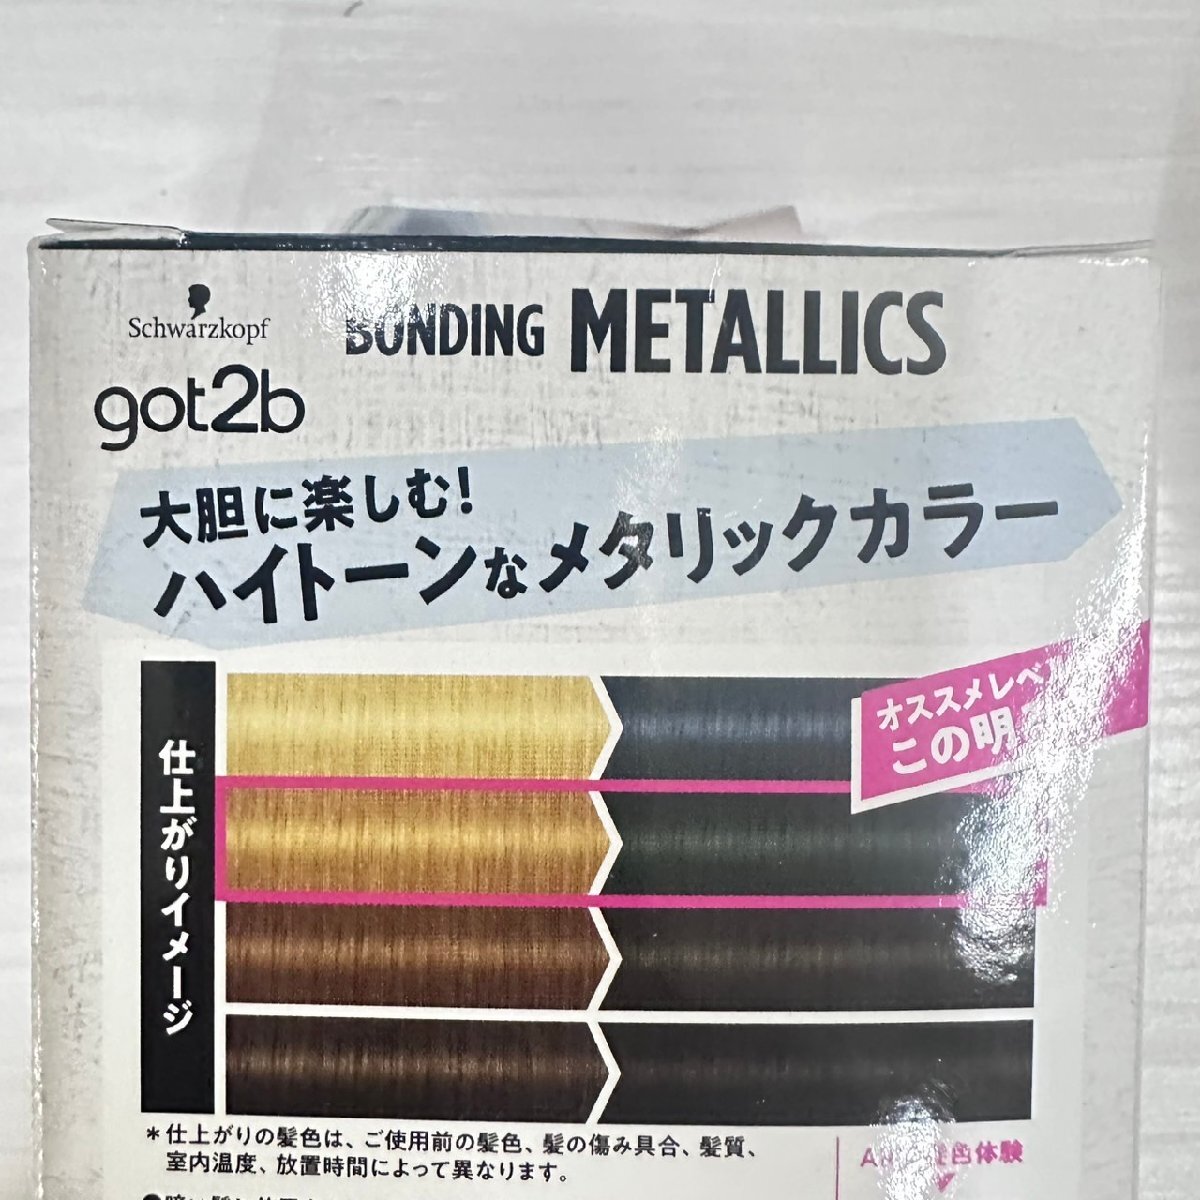 Schwarzkopf
got2b
BONDING METALLICS
大胆に楽しむ!
ハイトーンなメタリックカラー
オススメレベ
この明
仕上がりイメージ
*仕上がりの髪色は、ご使用前の髪色、髪の傷み具合、髪質、
室内温度、放置時間によって異なります。
色体験